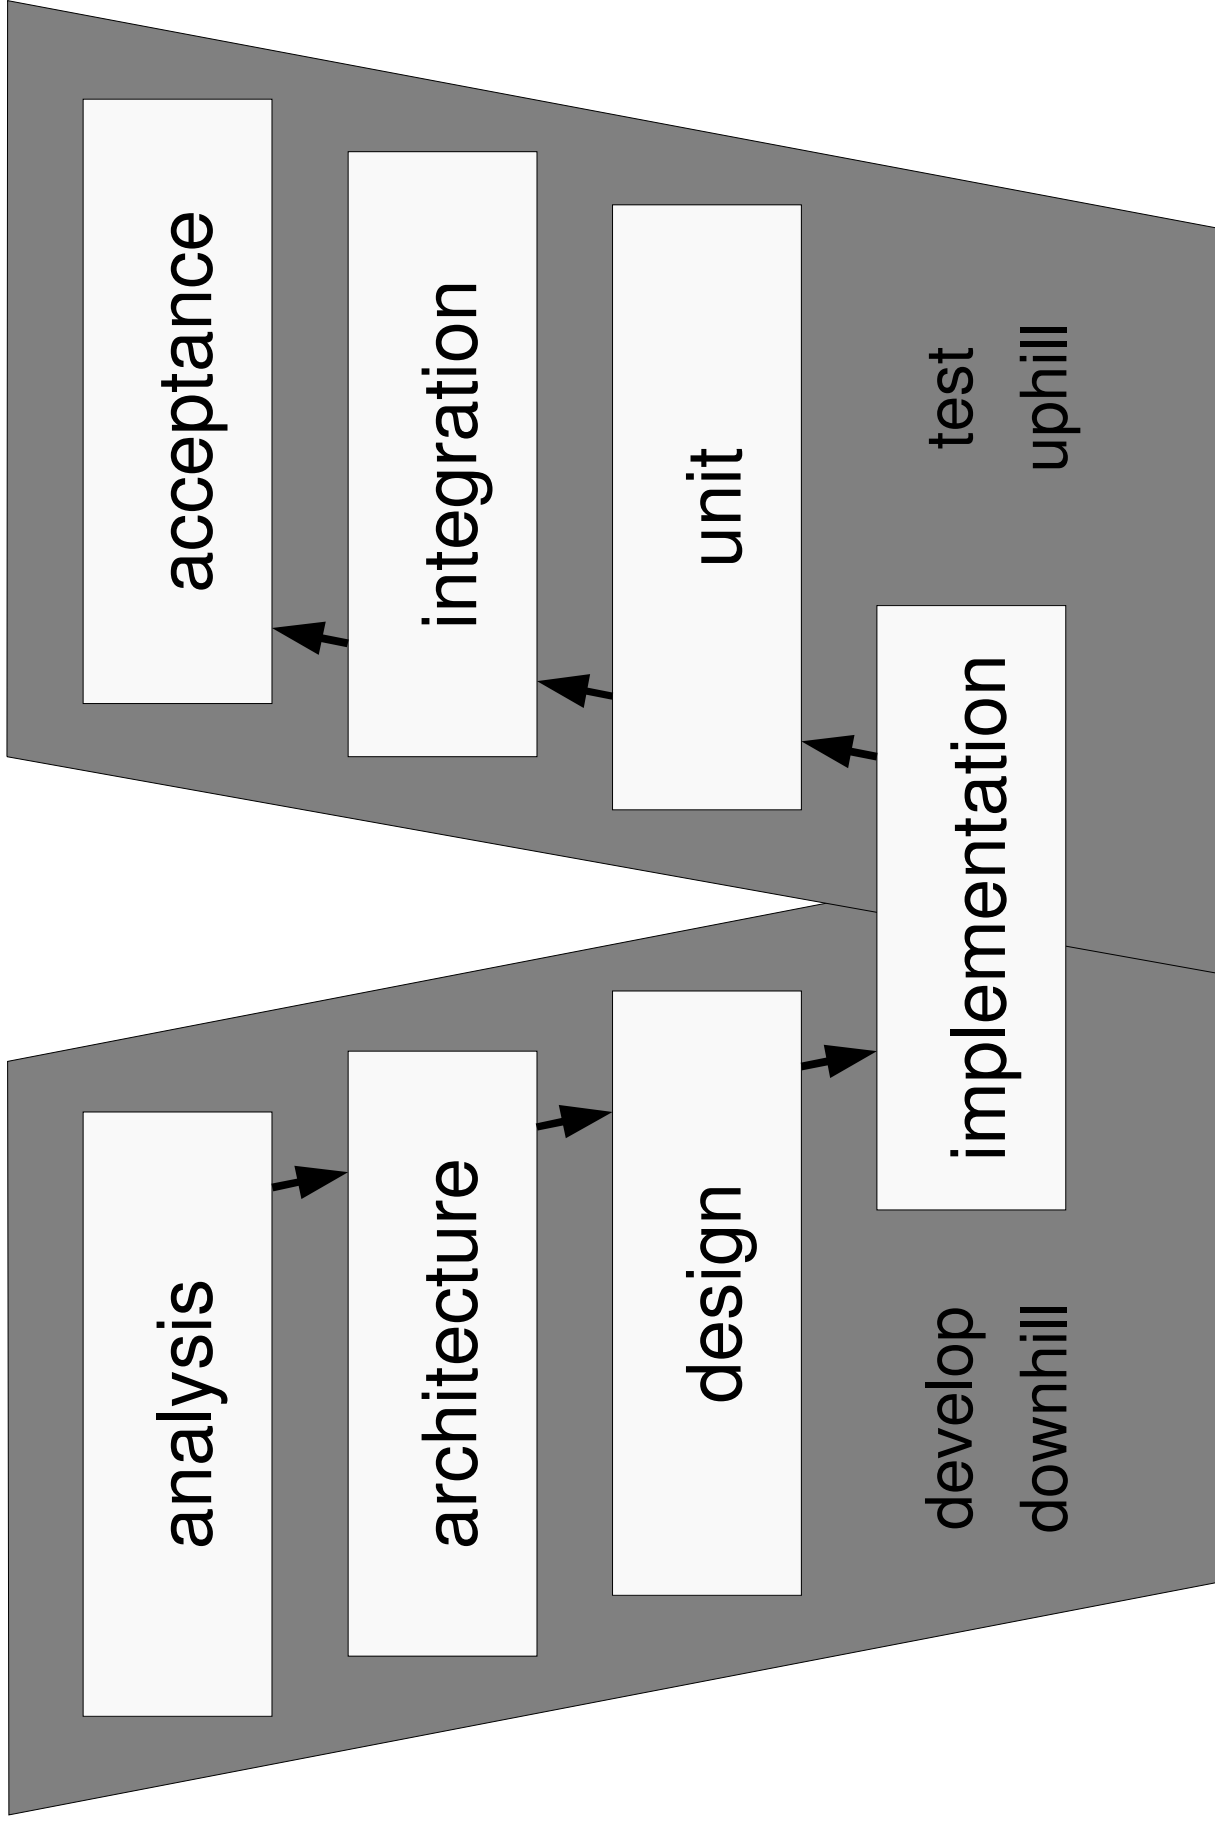 analysis
architecture
design
implementation
unit
integration
acceptance
develop
downhill
test
uphill